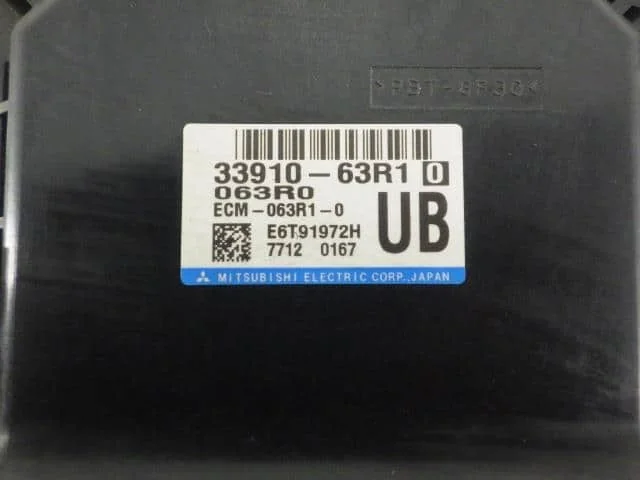 33910-63R1 0
063R0
ECM-063R1-0
UB
E6T91972H
7712 0167
MITSUBISHI ELECTRIC CORP., JAPAN